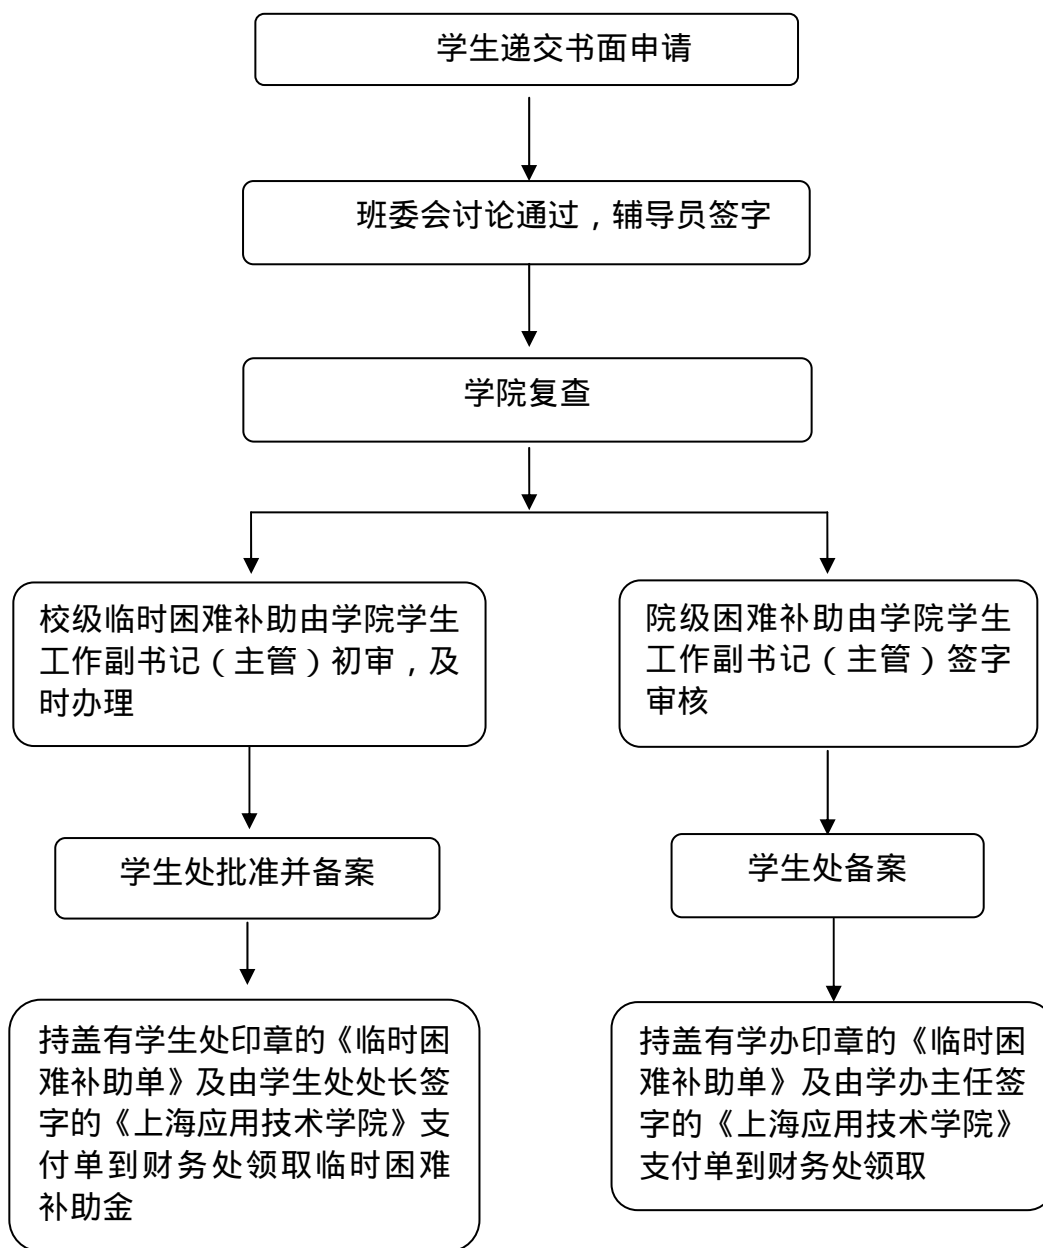 学生递交书面申请
班委会讨论通过，辅导员签字
学院复查
校级临时困难补助由学院学生
工作副书记（主管）初审，及
时办理
院级困难补助由学院学生
工作副书记（主管）签字
审核
学生处批准并备案
学生处备案
持盖有学生处印章的《临时困
难补助单》及由学生处处长签
字的《上海应用技术学院》支
付单到财务处领取临时困难
补助金
持盖有学办印章的《临时困
难补助单》及由学办主任签
字的《上海应用技术学院》
支付单到财务处领取